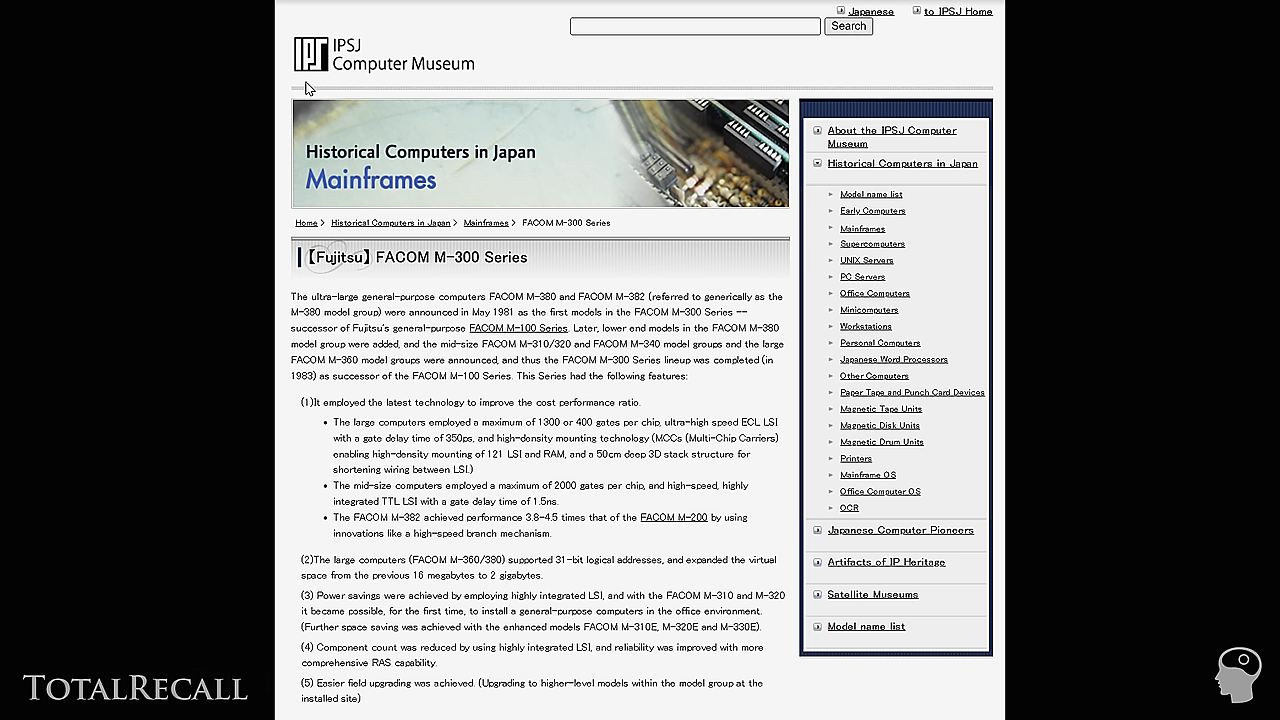 Japanese
to IPSJ Home
Search
IPSJ
Computer Museum
Historical Computers in Japan
Mainframes
Home > Historical Computers in Japan > Mainframes > FACOM M-300 Series
【Fujitsu】 FACOM M-300 Series
The ultra-large general-purpose computers FACOM M-380 and FACOM M-382 (referred to generically as the
M-380 model group) were announced in May 1981 as the first models in the FACOM M-300 Series --
successor of Fujitsu's general-purpose FACOM M-100 Series. Later, lower end models in the FACOM M-380
model group were added, and the mid-size FACOM M-310/320 and FACOM M-340 model groups and the large
FACOM M-360 model groups were announced, and thus the FACOM M-300 Series lineup was completed (in
1983) as successor of the FACOM M-100 Series. This Series had the following features:
(1)It employed the latest technology to improve the cost performance ratio.
• The large computers employed a maximum of 1300 or 400 gates per chip, ultra-high speed ECL LSI
with a gate delay time of 350ps, and high-density mounting technology (MCCs (Multi-Chip Carriers)
enabling high-density mounting of 121 LSI and RAM, and a 50cm deep 3D stack structure for
shortening wiring between LSI.)
• The mid-size computers employed a maximum of 2000 gates per chip, and high-speed, highly
integrated TTL LSI with a gate delay time of 1.5ns.
• The FACOM M-382 achieved performance 3.8-4.5 times that of the FACOM M-200 by using
innovations like a high-speed branch mechanism.
(2)The large computers (FACOM M-360/380) supported 31-bit logical addresses, and expanded the virtual
space from the previous 16 megabytes to 2 gigabytes.
(3) Power savings were achieved by employing highly integrated LSI, and with the FACOM M-310 and M-320
it became possible, for the first time, to install a general-purpose computers in the office environment.
(Further space saving was achieved with the enhanced models FACOM M-310E, M-320E and M-330E).
(4) Component count was reduced by using highly integrated LSI, and reliability was improved with more
comprehensive RAS capability.
(5) Easier field upgrading was achieved. (Upgrading to higher-level models within the model group at the
installed site)
About the IPSJ Computer
Museum
Historical Computers in Japan
Model name list
Early Computers
Mainframes
Supercomputers
UNIX Servers
PC Servers
Office Computers
Minicomputers
Workstations
Personal Computers
Japanese Word Processors
Other Computers
Paper Tape and Punch Card Devices
Magnetic Tape Units
Magnetic Disk Units
Magnetic Drum Units
Printers
Mainframe OS
Office Computer OS
OCR
Japanese Computer Pioneers
Artifacts of IP Heritage
Satellite Museums
Model name list
TOTALRECALL